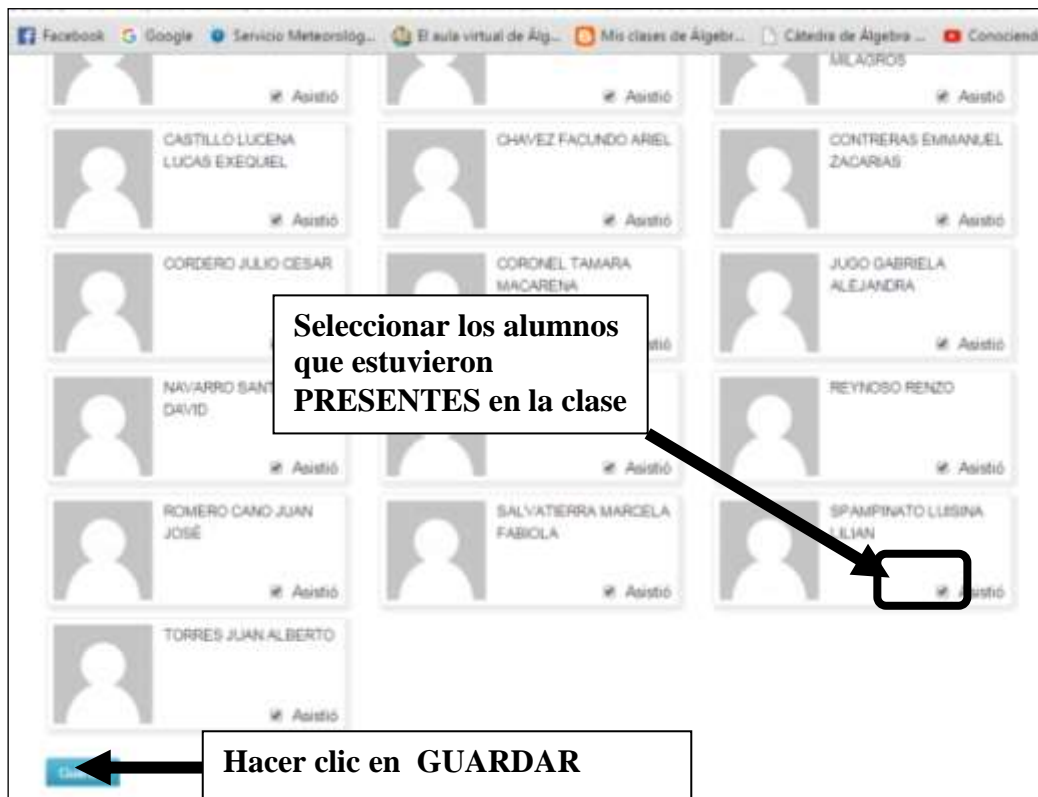 Facebook Google Servicio Meteorológ... El aula virtual de Álg... Mis clases de Álgebr... Cátedra de Álgebra ... Conociend
MILAGROS
Asistió Asistió Asistió
CASTILLO LUCENA LUCAS EXEQUIEL
Asistió
CHAVEZ FACUNDO ARIEL
Asistió
CONTRERAS EMMANUEL ZACARIAS
Asistió
CORDERO JULIO CESAR
CORONEL TAMARA MACARENA
JUGO GABRIELA ALEJANDRA
Asistió
Seleccionar los alumnos
que estuvieron
PRESENTES en la clase
NAVARRO
DAVID
Asistió
Asistió
REYNOSO RENZO
Asistió
ROMERO CANO JUAN JOSÉ
Asistió
SALVATIERRA MARCELA FABIOLA
Asistió
SPAMPINATO LUISINA LILIAN
Asistió
TORRES JUAN ALBERTO
Asistió
Hacer clic en GUARDAR